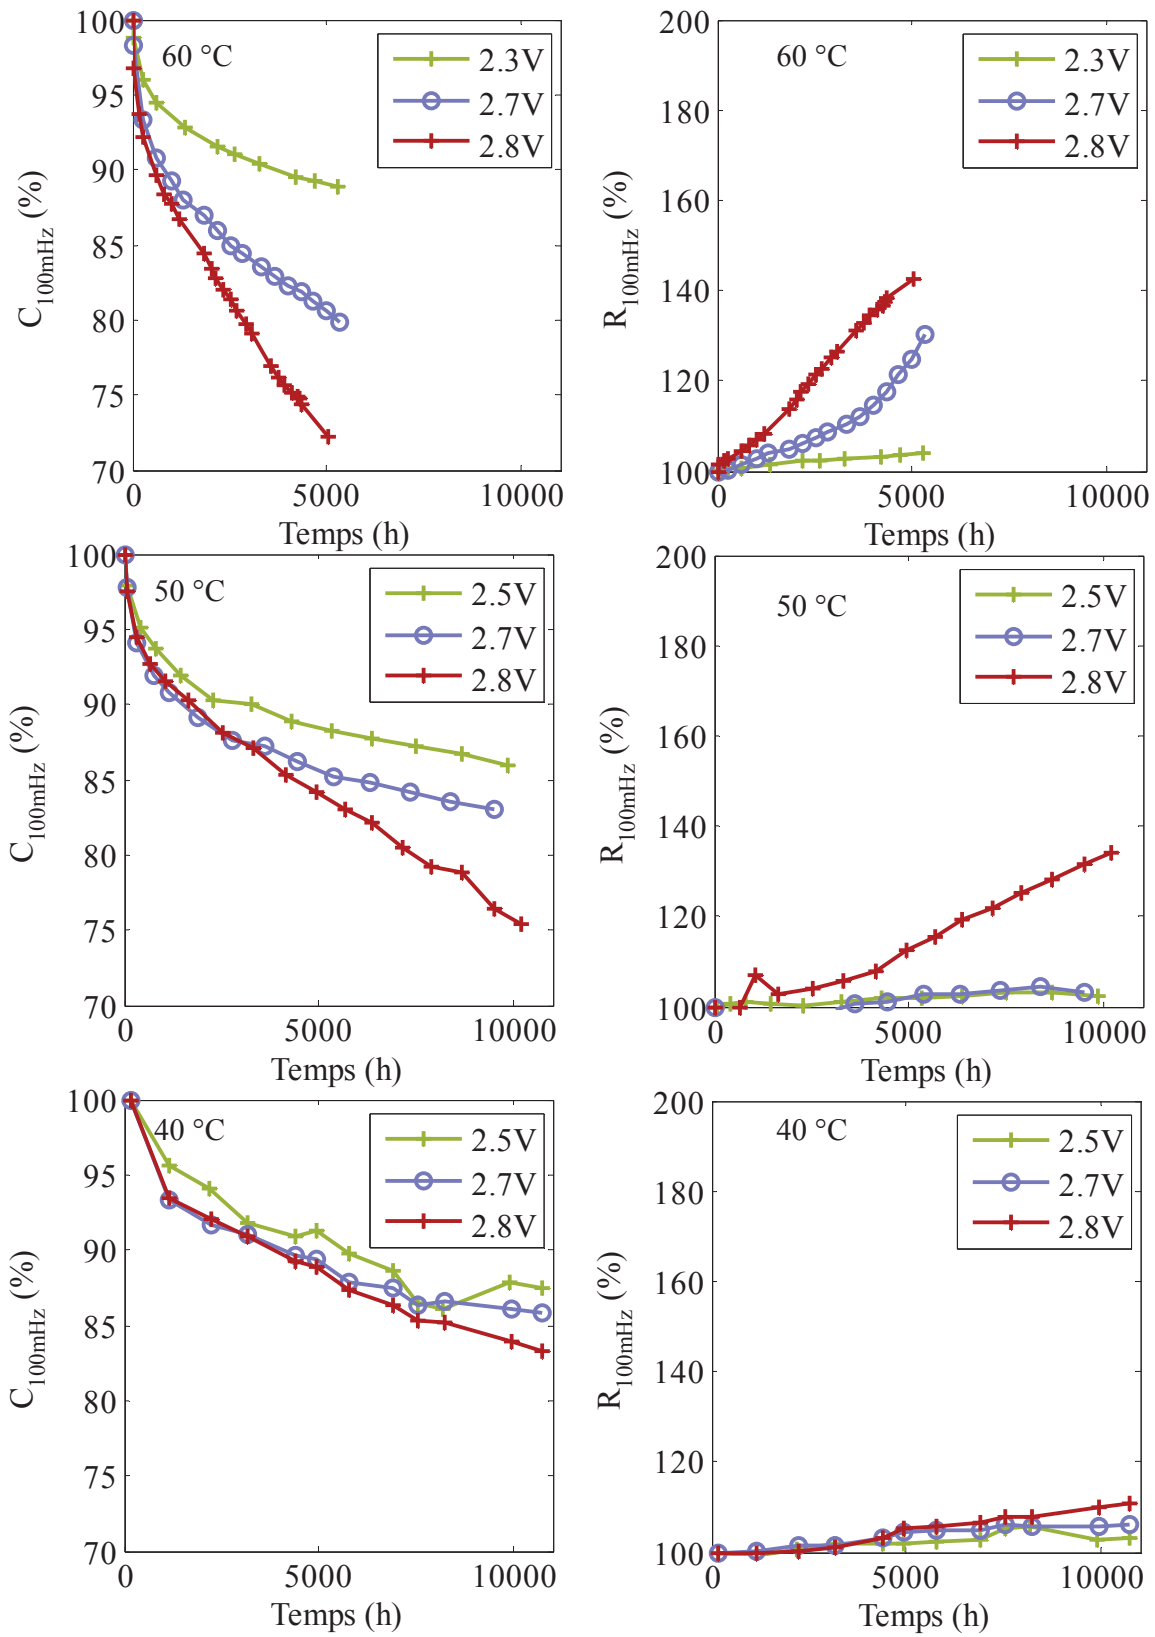 100
95
90
85
80
75
70
C100mHz (%)
60 °C
2.3V
2.7V
2.8V
0
5000
10000
Temps (h)
200
180
160
140
120
100
R100mHz (%)
60 °C
2.3V
2.7V
2.8V
0
5000
10000
Temps (h)
100
95
90
85
80
75
70
C100mHz (%)
50 °C
2.5V
2.7V
2.8V
0
5000
10000
Temps (h)
200
180
160
140
120
100
R100mHz (%)
50 °C
2.5V
2.7V
2.8V
0
5000
10000
Temps (h)
100
95
90
85
80
75
70
C100mHz (%)
40 °C
2.5V
2.7V
2.8V
0
5000
10000
Temps (h)
200
180
160
140
120
100
R100mHz (%)
40 °C
2.5V
2.7V
2.8V
0
5000
10000
Temps (h)